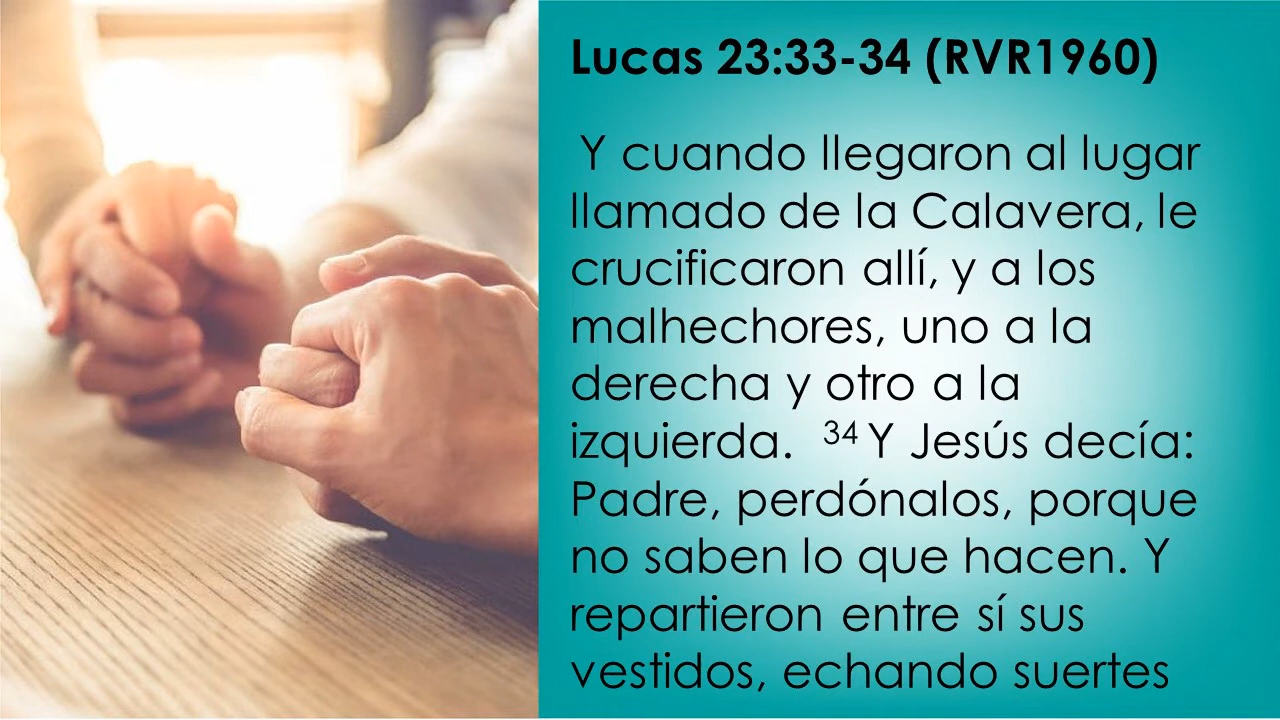 Lucas 23:33-34 (RVR1960)
Y cuando llegaron al lugar
llamado de la Calavera, le
crucificaron allí, y a los
malhechores, uno a la
derecha y otro a la
izquierda. 34 Y Jesús decía:
Padre, perdónalos, porque
no saben lo que hacen. Y
repartieron entre sí sus
vestidos, echando suertes